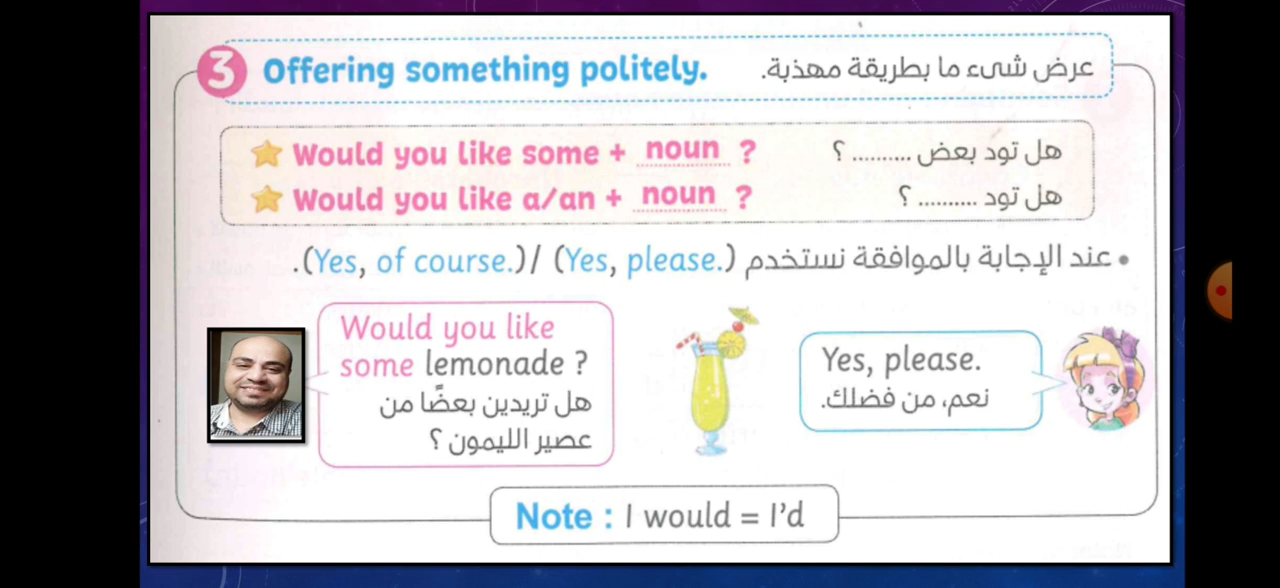 3 Offering something politely. عرض شىء ما بطريقة مهذبة.
Would you like some + noun ? هل تود بعض .......... ؟
Would you like a/an + noun ? هل تود .......... ؟
• عند الإجابة بالموافقة نستخدم (Yes, please.) /(Yes, of course.).
Would you like
some lemonade ?
هل تريدين بعضًا من
عصير الليمون ؟
Yes, please.
نعم، من فضلك.
Note : I would = I'd